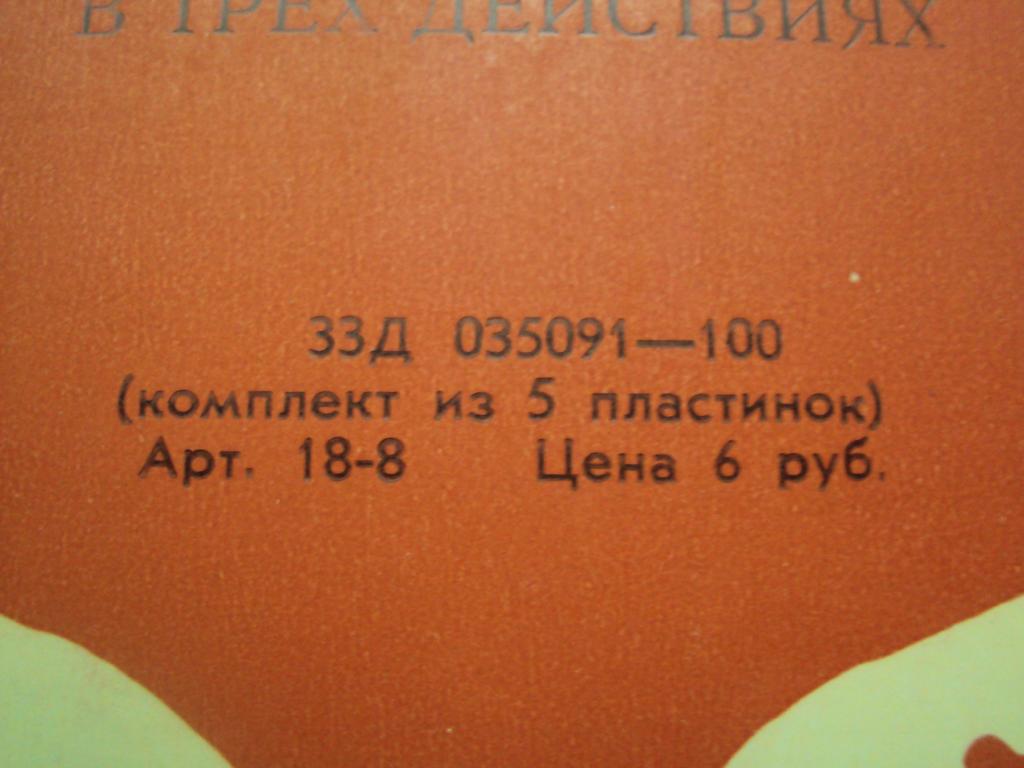 В ТРЕХ ДЕЙСТВИЯХ
33Д 035091—100
(комплект из 5 пластинок)
Арт. 18-8 Цена 6 руб.